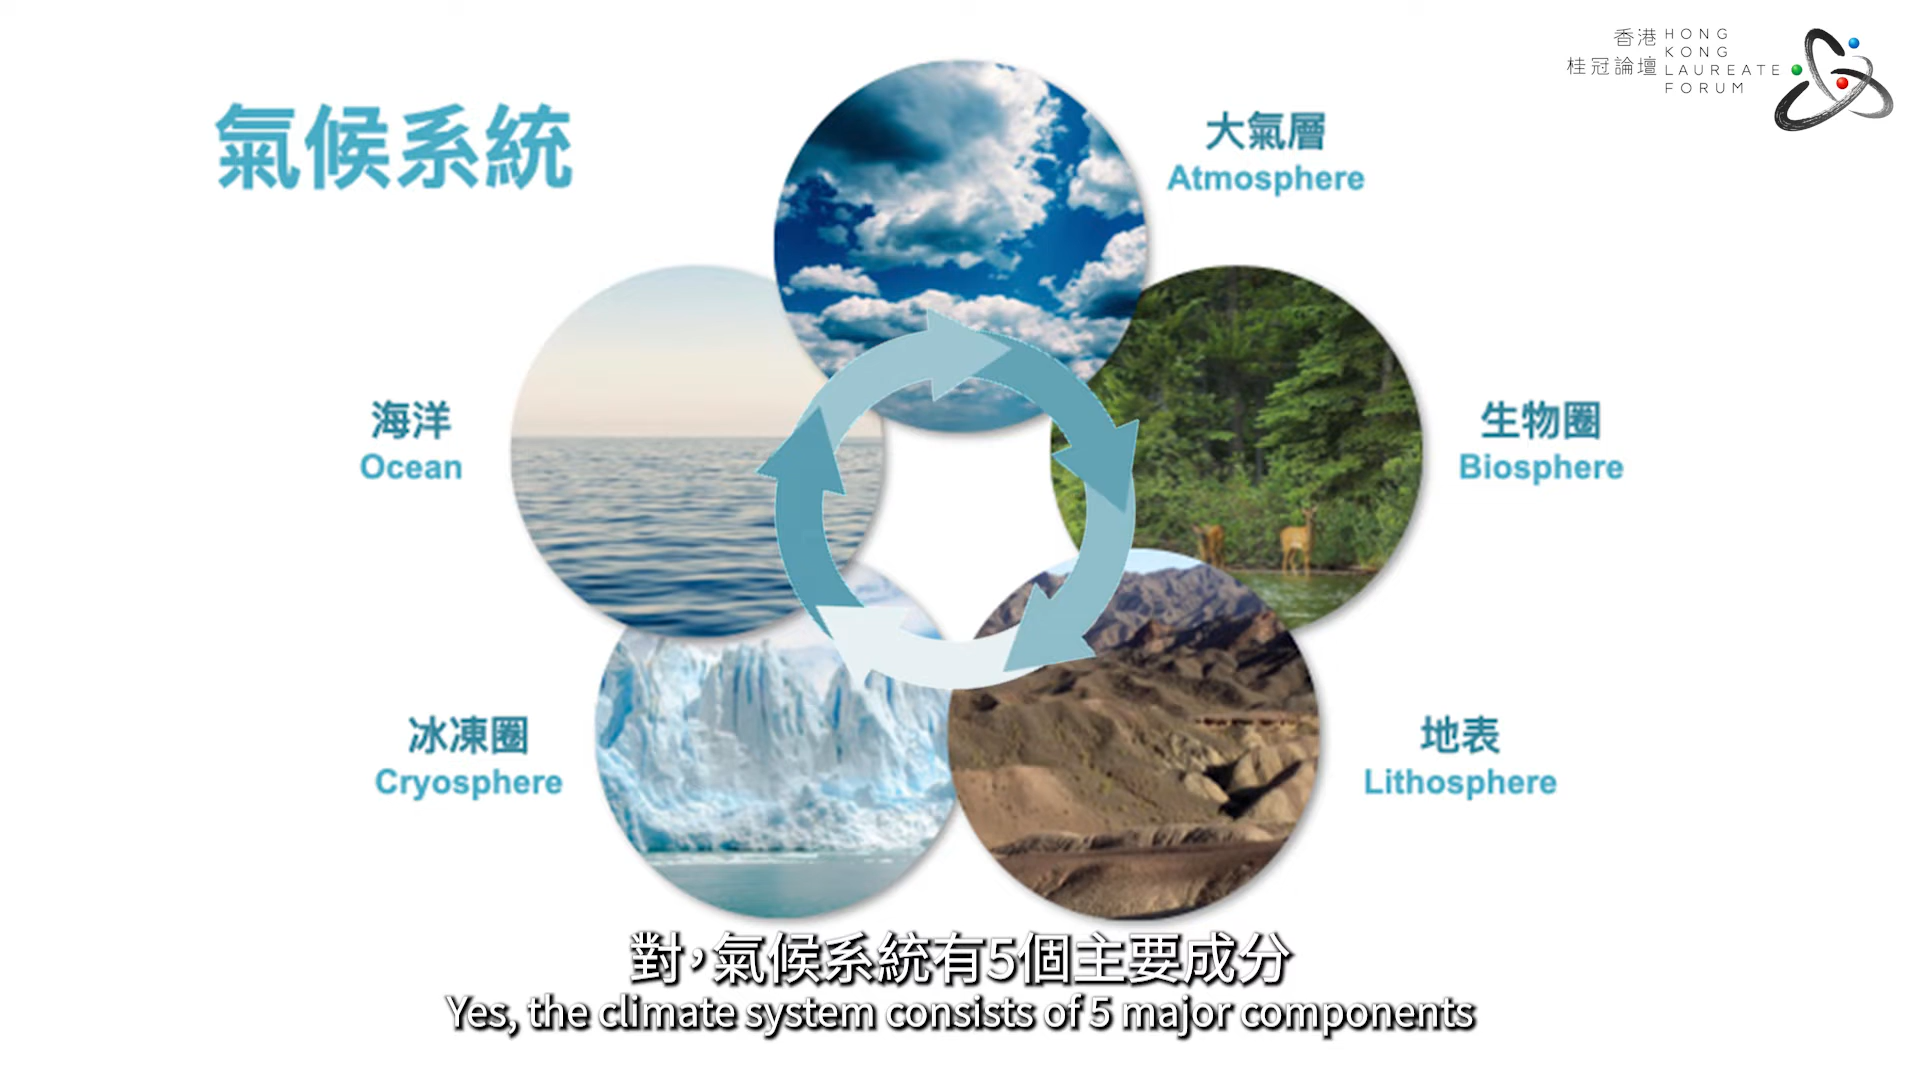 香港
桂冠論壇
HONG
KONG
LAUREATE
FORUM
氣候系統
大氣層
Atmosphere
海洋
Ocean
生物圈
Biosphere
冰凍圈
Cryosphere
地表
Lithosphere
對，氣候系統有5個主要成分
Yes, the climate system consists of 5 major components